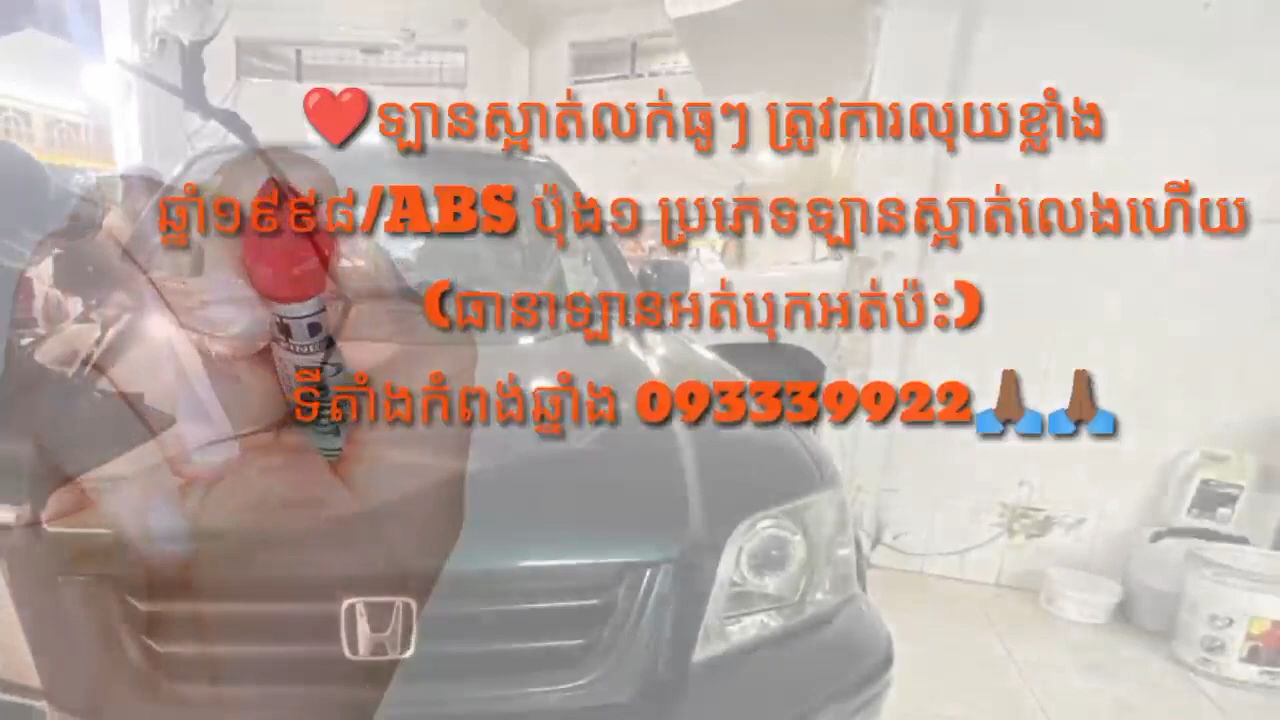 ❤️ឡានស្អាត់លក់ធូៗ ត្រូវការលុយខ្លាំង
ឆ្នាំ១៩៩៨/ABS ប៉ុង១ ប្រភេទឡានស្អាត់លេងហើយ
(ធានាឡានអត់បុកអត់ប៉ះ)
ទីតាំងកំពង់ឆ្នាំង 093339922🙏🏾🙏🏾